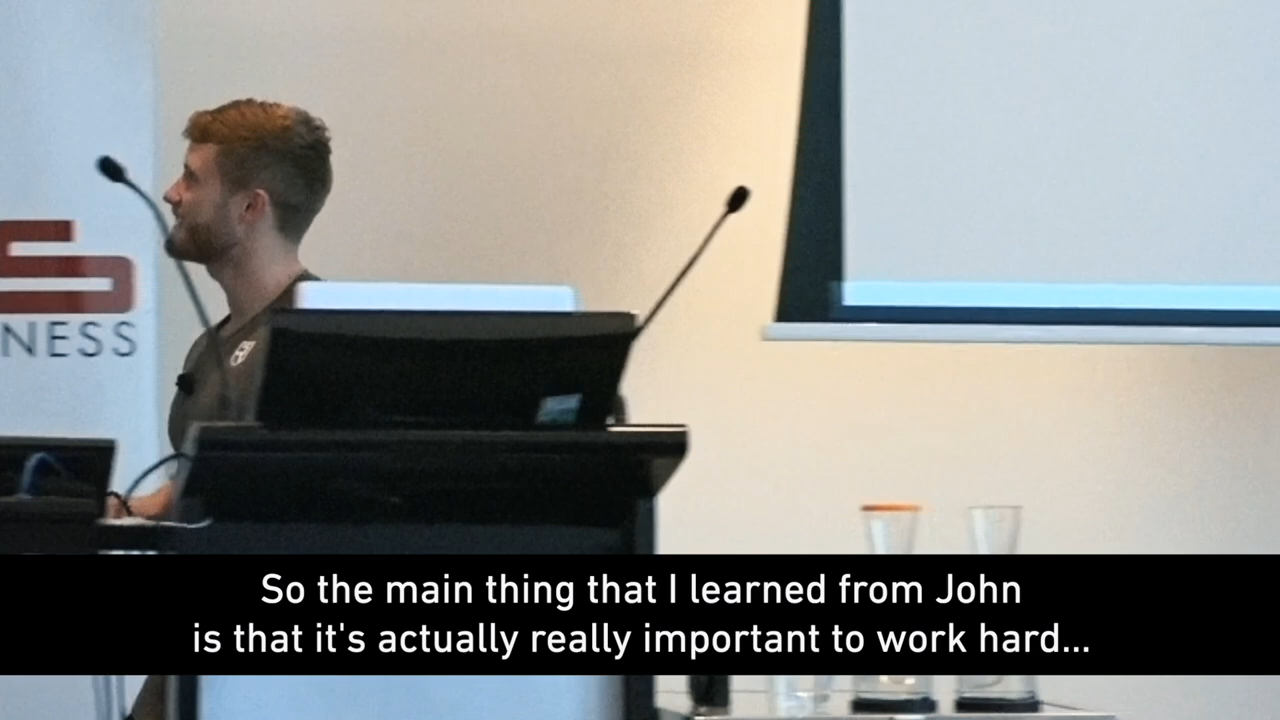 S
NESS
So the main thing that I learned from John
is that it's actually really important to work hard...